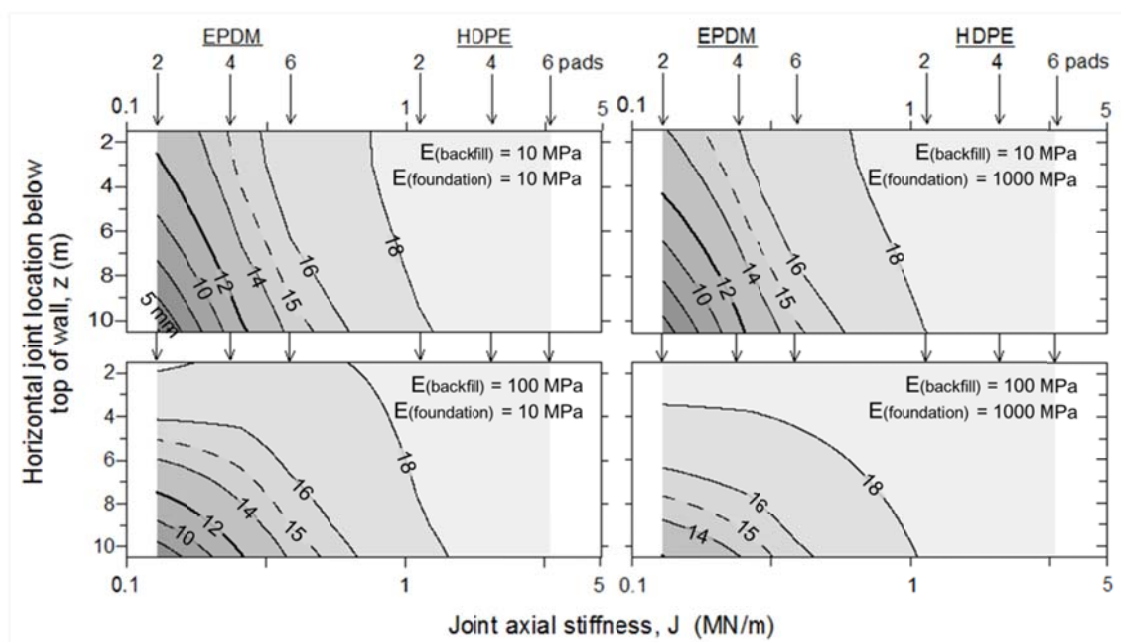 EPDM HDPE EPDM HDPE
2 4 6 2 4 6 pads 2 4 6 2 4 6 pads
0.1 1 5 0.1 1 5
E(backfill) = 10 MPa
E(foundation) = 10 MPa
2
4
6
8
10
18
16
15
14
12
10
5 mm
E(backfill) = 10 MPa
E(foundation) = 1000 MPa
18
16
15
14
12
10
E(backfill) = 100 MPa
E(foundation) = 10 MPa
2
4
6
8
10
18
16
15
14
12
10
E(backfill) = 100 MPa
E(foundation) = 1000 MPa
18
16
15
14
0.1 1 5 0.1 1 5
Horizontal joint location below
top of wall, z (m)
Joint axial stiffness, J (MN/m)